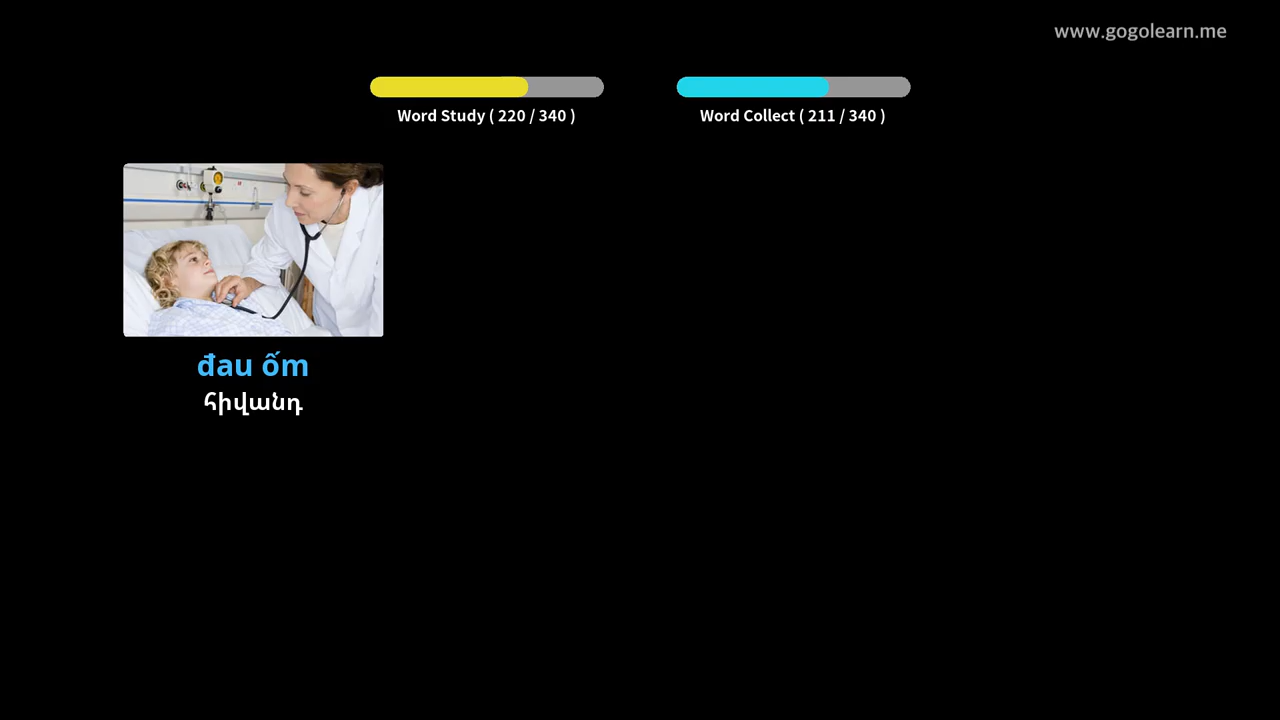 www.gogolearn.me
Word Study ( 220 / 340 )
Word Collect ( 211 / 340 )
đau ốm
հիվանդ